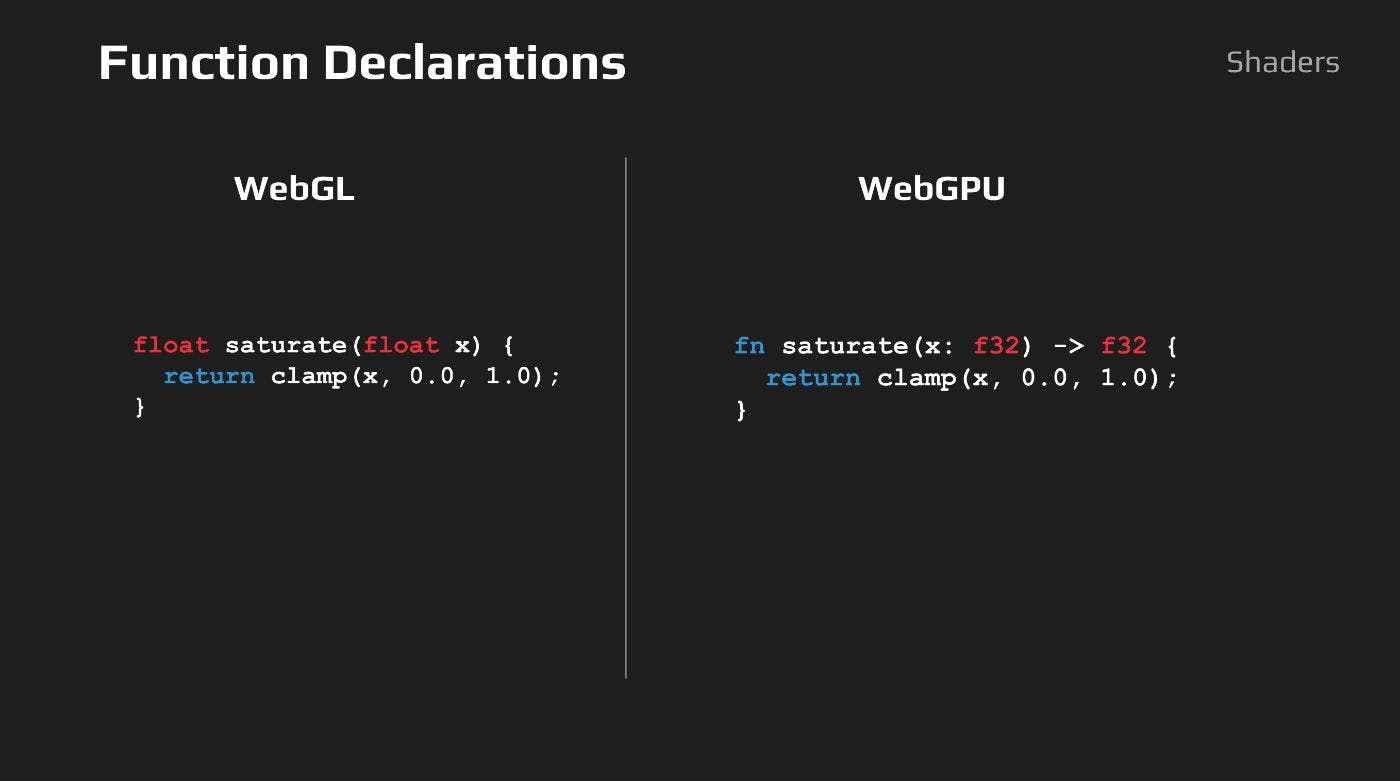 Function Declarations
Shaders
WebGL
float saturate(float x) {
  return clamp(x, 0.0, 1.0);
}
WebGPU
fn saturate(x: f32) -> f32 {
  return clamp(x, 0.0, 1.0);
}